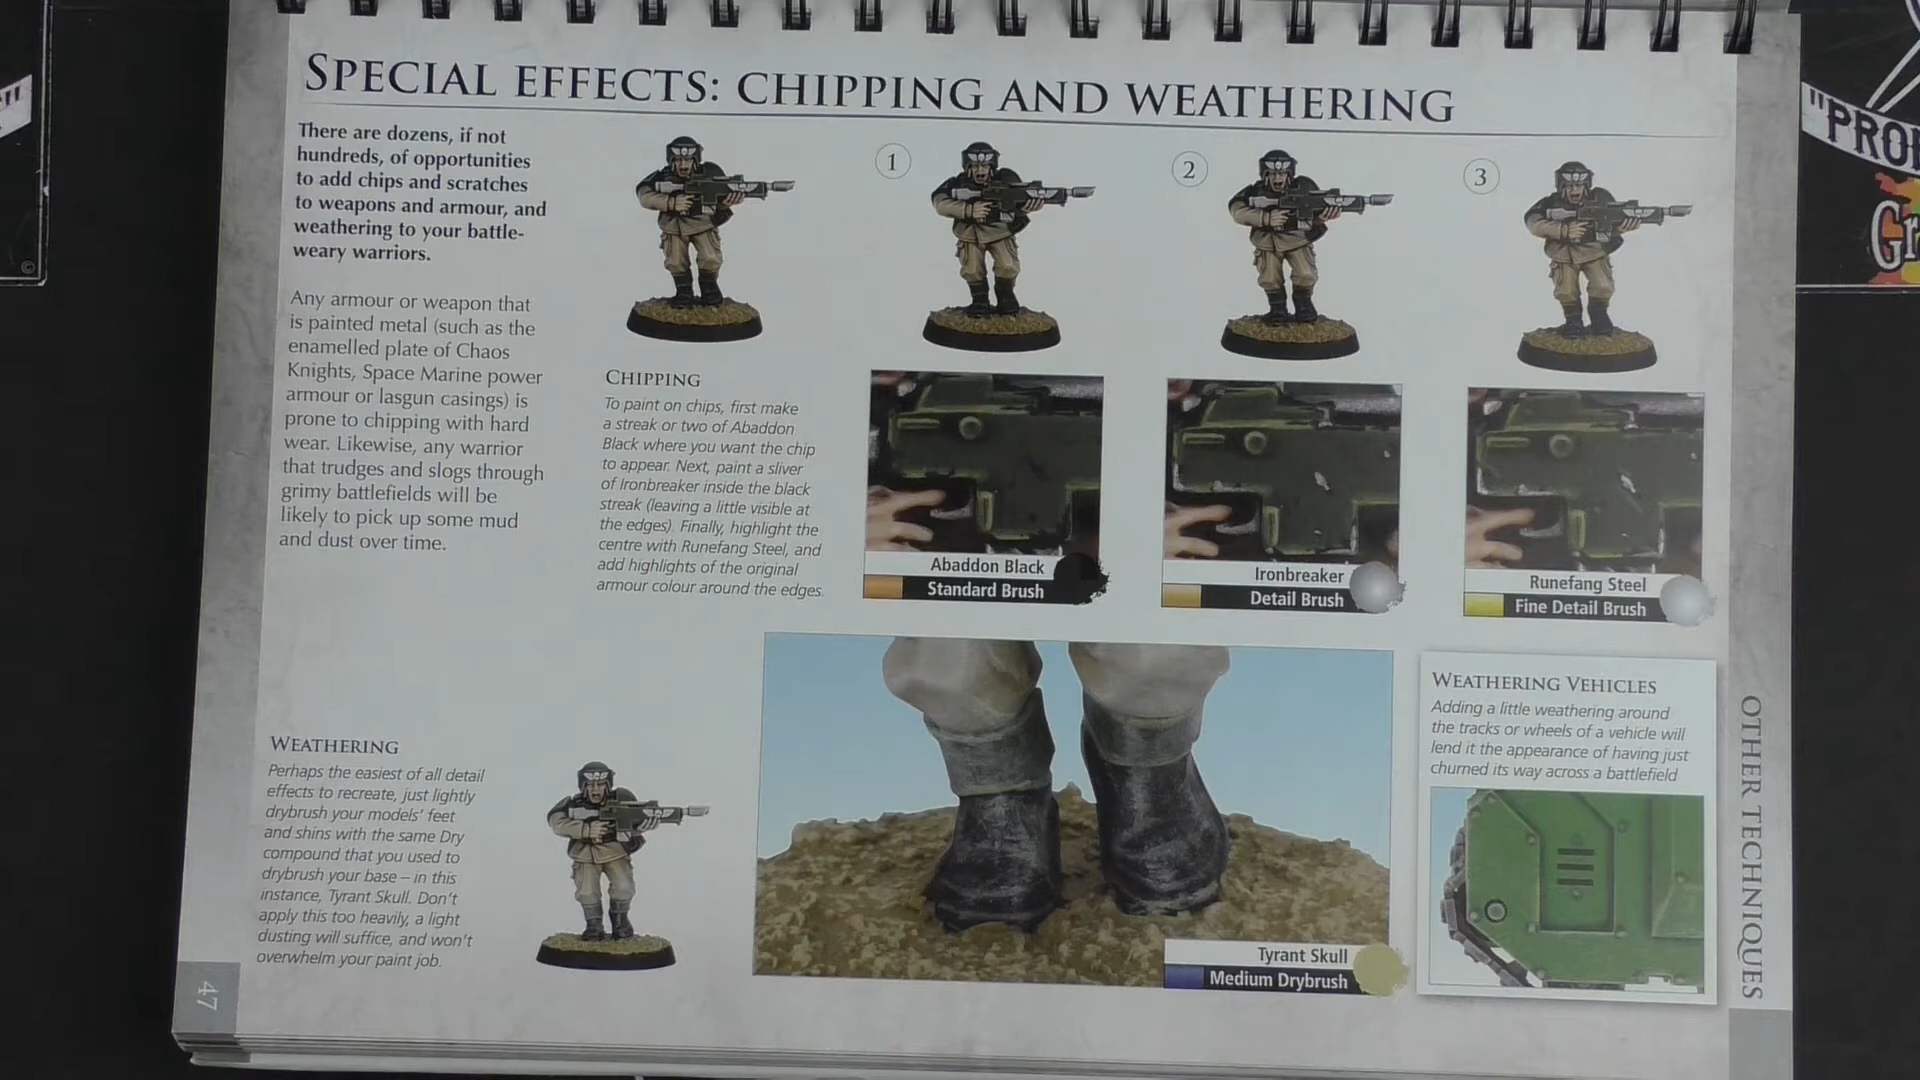 SPECIAL EFFECTS: CHIPPING AND WEATHERING
There are dozens, if not
hundreds, of opportunities
to add chips and scratches
to weapons and armour, and
weathering to your battle-
weary warriors.
Any armour or weapon that
is painted metal (such as the
enamelled plate of Chaos
Knights, Space Marine power
armour or lasgun casings) is
prone to chipping with hard
wear. Likewise, any warrior
that trudges and slogs through
grimy battlefields will be
likely to pick up some mud
and dust over time.
1
2
3
CHIPPING
To paint on chips, first make
a streak or two of Abaddon
Black where you want the chip
to appear. Next, paint a sliver
of Ironbreaker inside the black
streak (leaving a little visible at
the edges). Finally, highlight the
centre with Runefang Steel, and
add highlights of the original
armour colour around the edges.
Abaddon Black
Standard Brush
Ironbreaker
Detail Brush
Runefang Steel
Fine Detail Brush
WEATHERING
Perhaps the easiest of all detail
effects to recreate, just lightly
drybrush your models' feet
and shins with the same Dry
compound that you used to
drybrush your base – in this
instance, Tyrant Skull. Don't
apply this too heavily, a light
dusting will suffice, and won't
overwhelm your paint job.
Tyrant Skull
Medium Drybrush
WEATHERING VEHICLES
Adding a little weathering around
the tracks or wheels of a vehicle will
lend it the appearance of having just
churned its way across a battlefield
OTHER TECHNIQUES
47
©